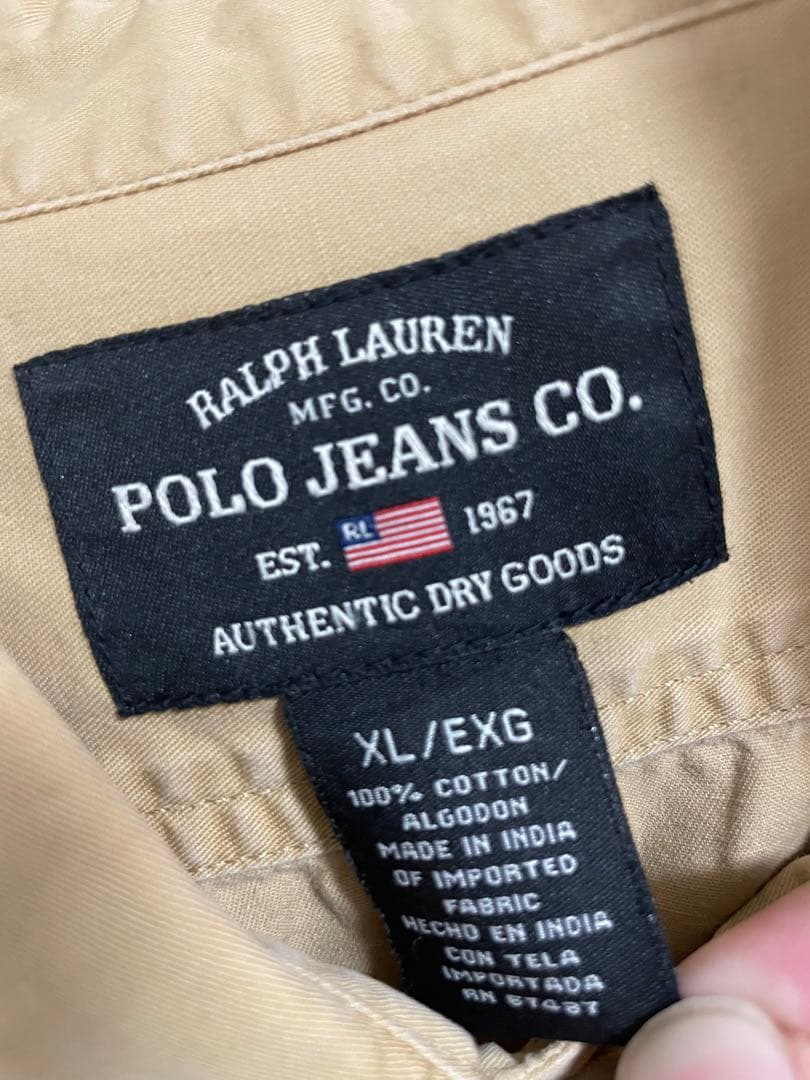 RALPH LAUREN
MFG. CO.
POLO JEANS CO.
EST. RL 1967
AUTHENTIC DRY GOODS
XL/EXG
100% COTTON/
ALGODON
MADE IN INDIA
OF IMPORTED
FABRIC
HECHO EN INDIA
CON TELA
IMPORTADA
RN